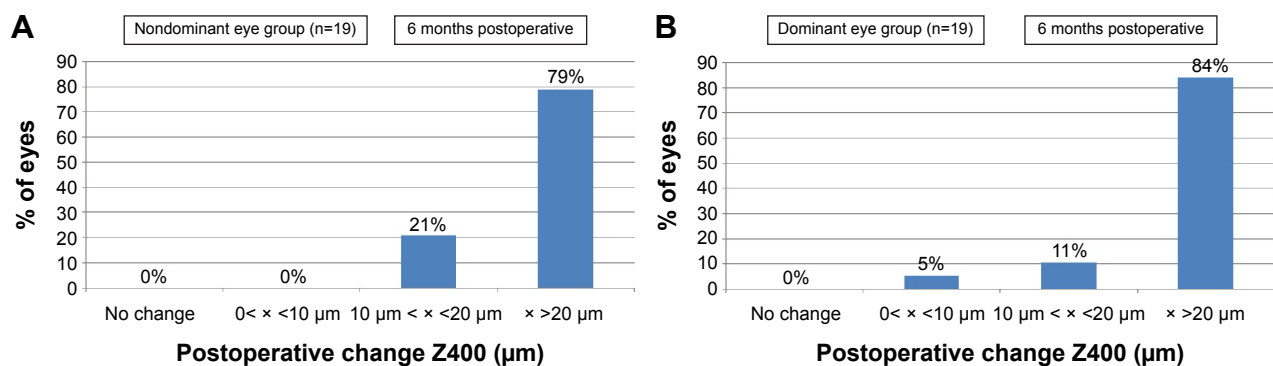 A
Nondominant eye group (n=19)
6 months postoperative
90
80
70
60
50
40
30
20
10
0
% of eyes
0%
0%
21%
79%
No change
0< × <10 µm
10 µm < × <20 µm
× >20 µm
Postoperative change Z400 (µm)
B
Dominant eye group (n=19)
6 months postoperative
90
80
70
60
50
40
30
20
10
0
% of eyes
0%
5%
11%
84%
No change
0< × <10 µm
10 µm < × <20 µm
× >20 µm
Postoperative change Z400 (µm)